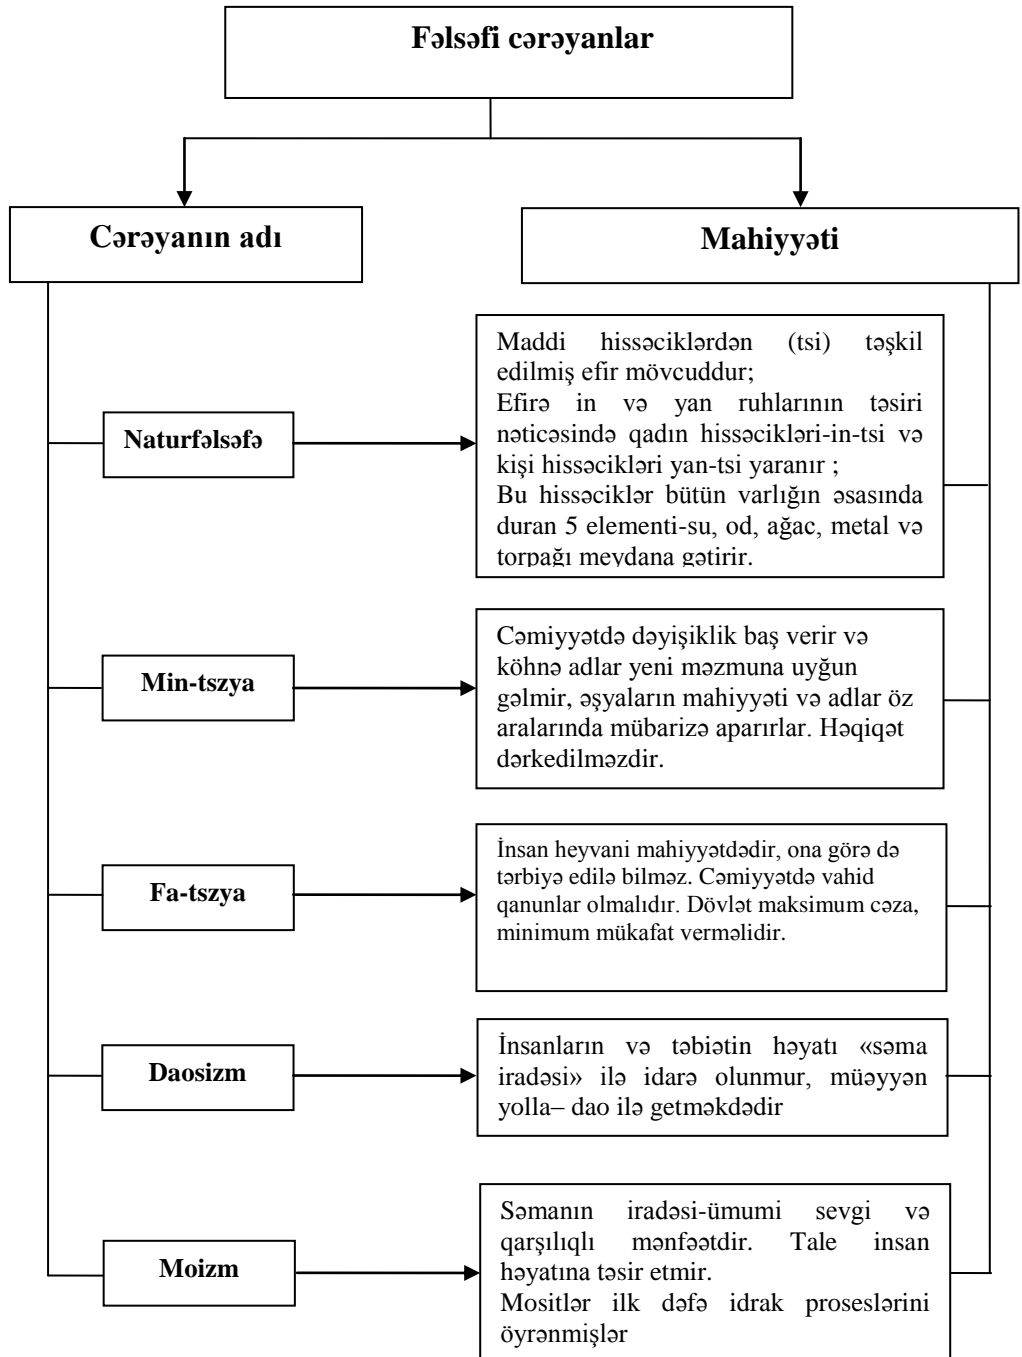 Fəlsəfi cərəyanlar
Cərəyanın adı
Mahiyyəti
Naturfəlsəfə
Maddi hissəciklərdən (tsi) təşkil
edilmiş efir mövcuddur;
Efirə in və yan ruhlarının təsiri
nəticəsində qadın hissəcikləri-in-tsi və
kişi hissəcikləri yan-tsi yaranır ;
Bu hissəciklər bütün varlığın əsasında
duran 5 elementi-su, od, ağac, metal və
torpağı meydana gətirir.
Min-tszya
Cəmiyyətdə dəyişiklik baş verir və
köhnə adlar yeni məzmuna uyğun
gəlmir, əşyaların mahiyyəti və adlar öz
aralarında mübarizə aparırlar. Həqiqət
dərkedilməzdir.
Fa-tszya
İnsan heyvani mahiyyətdədir, ona görə də
tərbiyə edilə bilməz. Cəmiyyətdə vahid
qanunlar olmalıdır. Dövlət maksimum cəza,
minimum mükafat verməlidir.
Daosizm
İnsanların və təbiətin həyatı «səma
iradəsi» ilə idarə olunmur, müəyyən
yolla– dao ilə getməkdədir
Moizm
Səmanın iradəsi-ümumi sevgi və
qarşılıqlı mənfəətdir. Tale insan
həyatına təsir etmir.
Mositlər ilk dəfə idrak proseslərini
öyrənmişlər